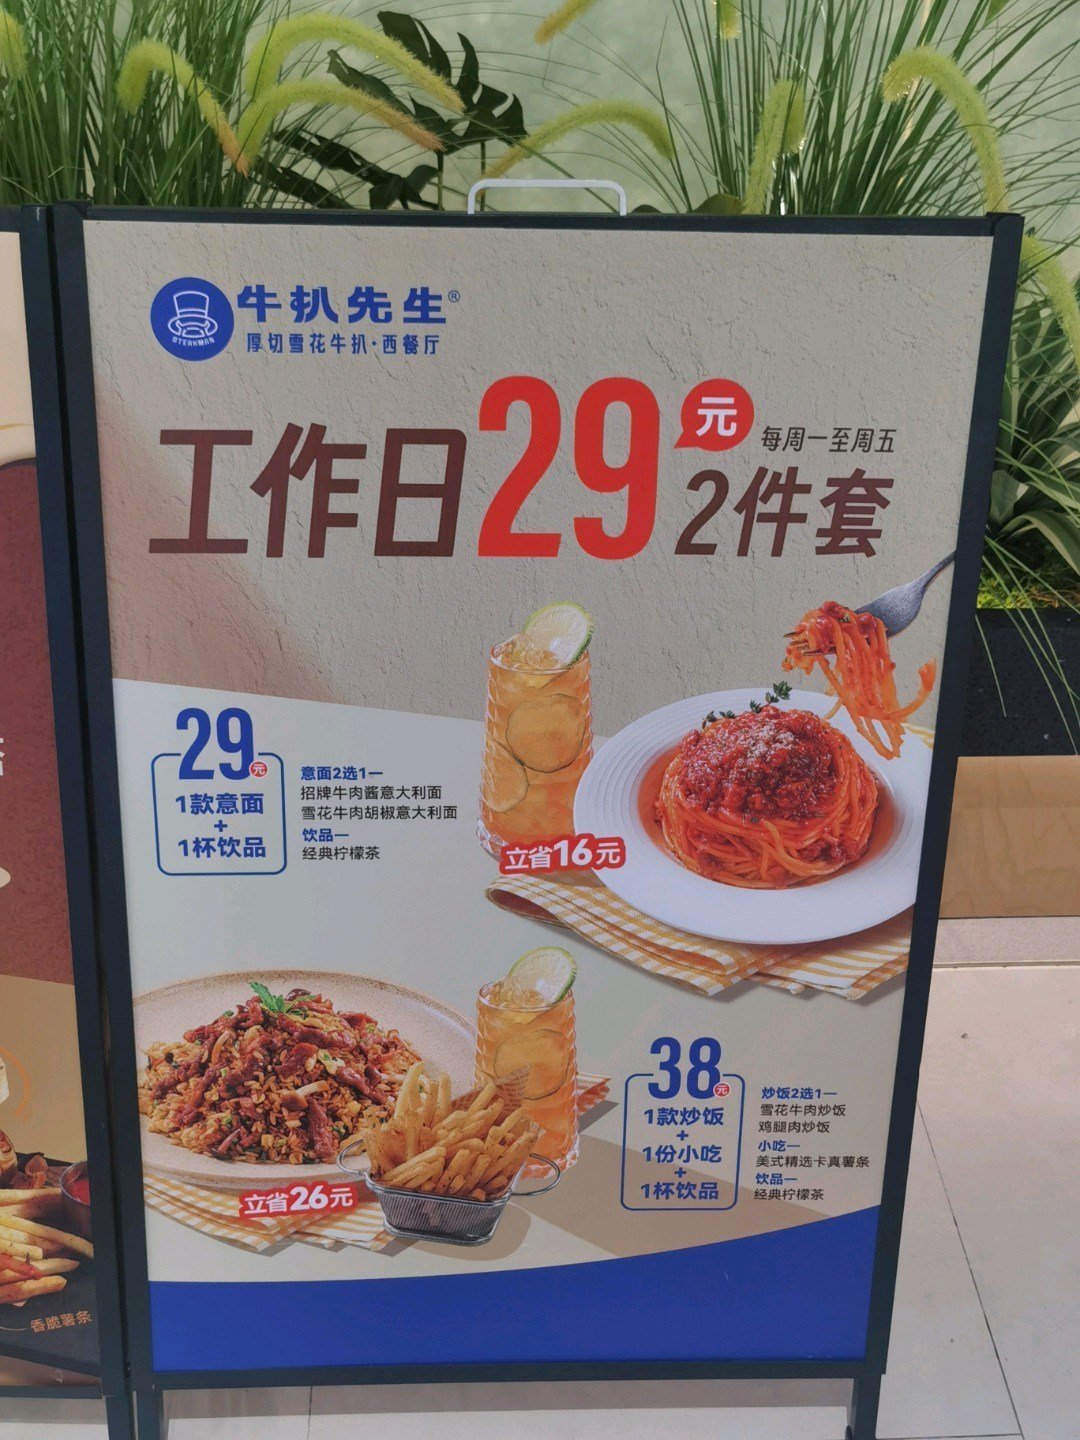 牛扒先生®
STEAKMAN
厚切雪花牛扒·西餐厅
工作日29元
每周一至周五
2件套
29元
1款意面
+
1杯饮品
意面2选1—
招牌牛肉酱意大利面
雪花牛肉胡椒意大利面
饮品—
经典柠檬茶
立省16元
38元
1款炒饭
+
1份小吃
+
1杯饮品
炒饭2选1—
雪花牛肉炒饭
鸡腿肉炒饭
小吃—
美式精选卡真薯条
饮品—
经典柠檬茶
立省26元
香脆薯条